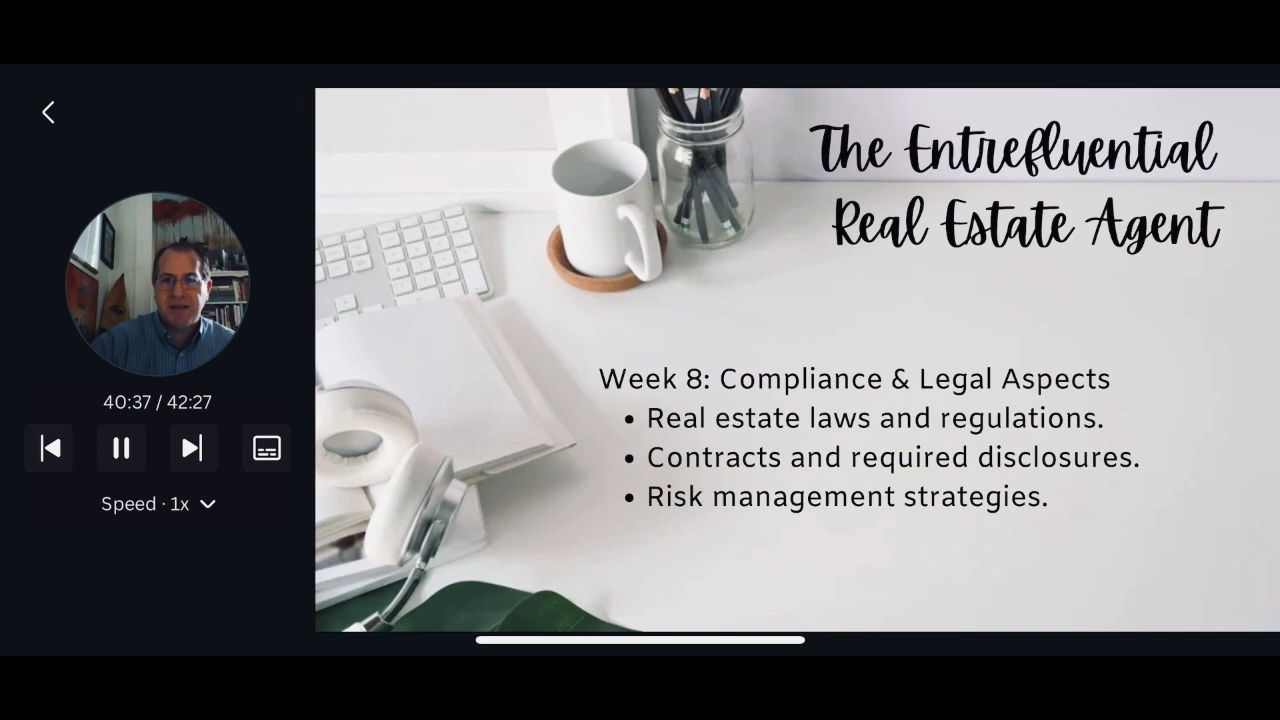 The Entrefluential
Real Estate Agent
40:37 / 42:27
Speed · 1x
Week 8: Compliance & Legal Aspects
• Real estate laws and regulations.
• Contracts and required disclosures.
• Risk management strategies.